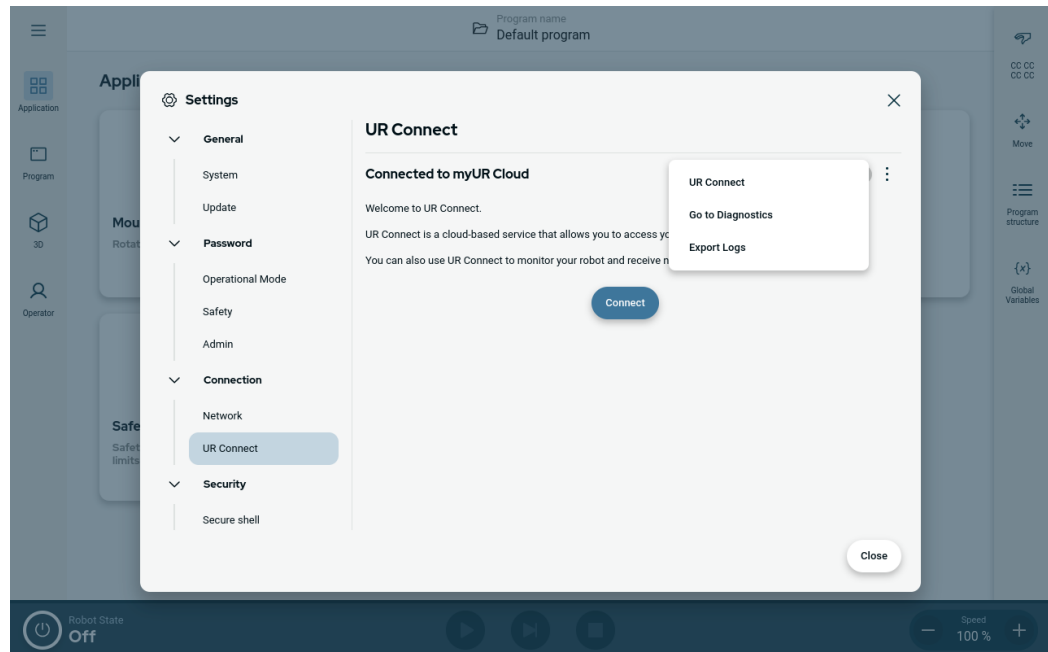 Program name
Default program
Appli
Application
Program
3D
Operator
Mou
Rotat
Safe
Safet
limits
Settings
General
System
Update
Password
Operational Mode
Safety
Admin
Connection
Network
UR Connect
Security
Secure shell
UR Connect
Connected to myUR Cloud
Welcome to UR Connect.
UR Connect is a cloud-based service that allows you to access yo
You can also use UR Connect to monitor your robot and receive n
Connect
UR Connect
Go to Diagnostics
Export Logs
Close
CC CC
CC CC
Move
Program
structure
{x}
Global
Variables
Robot State
Off
Speed
100 %